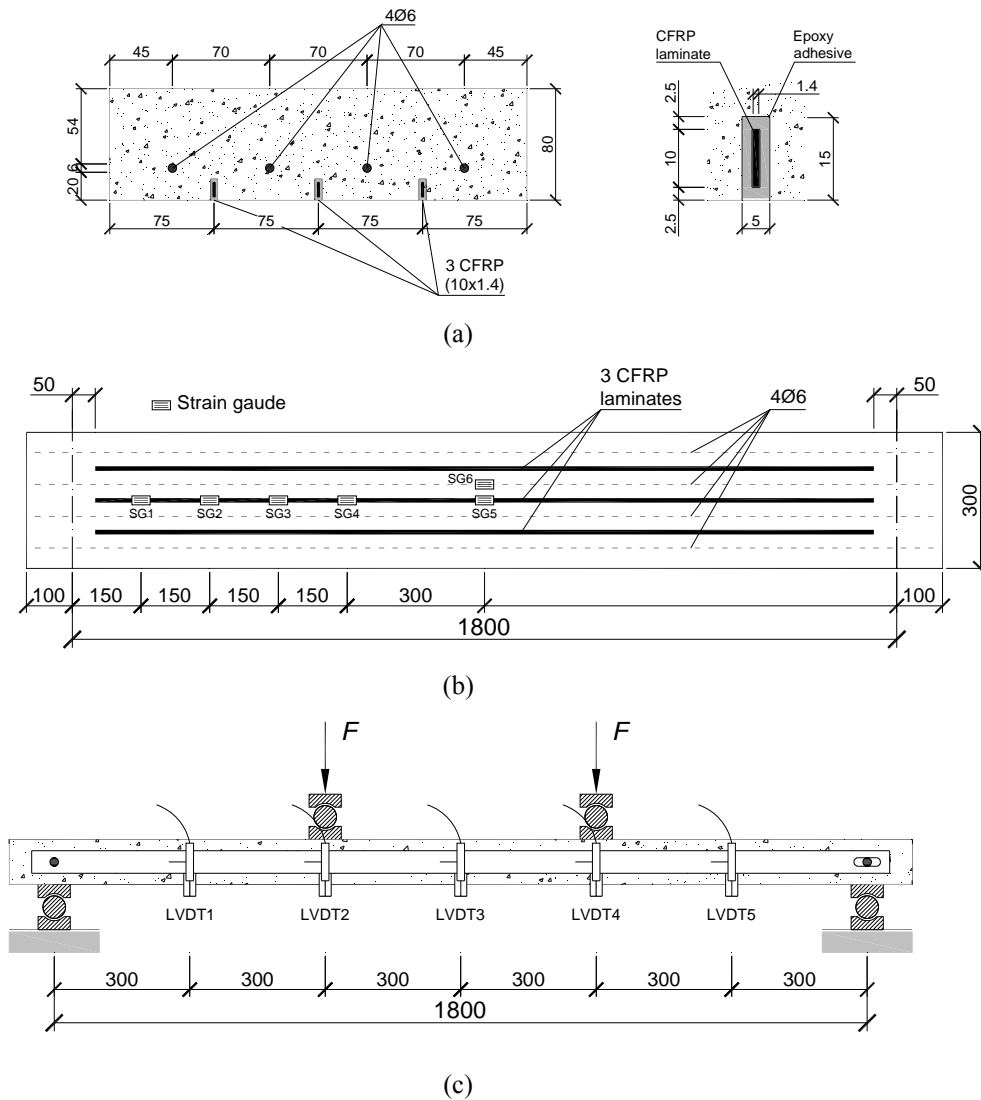 4Ø6
45 70 70 70 45
54
6
20
80
75 75 75 75
3 CFRP
(10x1.4)
CFRP
laminate
Epoxy
adhesive
1.4
2.5
10
2.5
15
5
(a)
50
Strain gaude
3 CFRP
laminates
4Ø6
50
SG6
SG1 SG2 SG3 SG4 SG5
300
100 150 150 150 150 300 100
1800
(b)
F F
LVDT1 LVDT2 LVDT3 LVDT4 LVDT5
300 300 300 300 300 300
1800
(c)